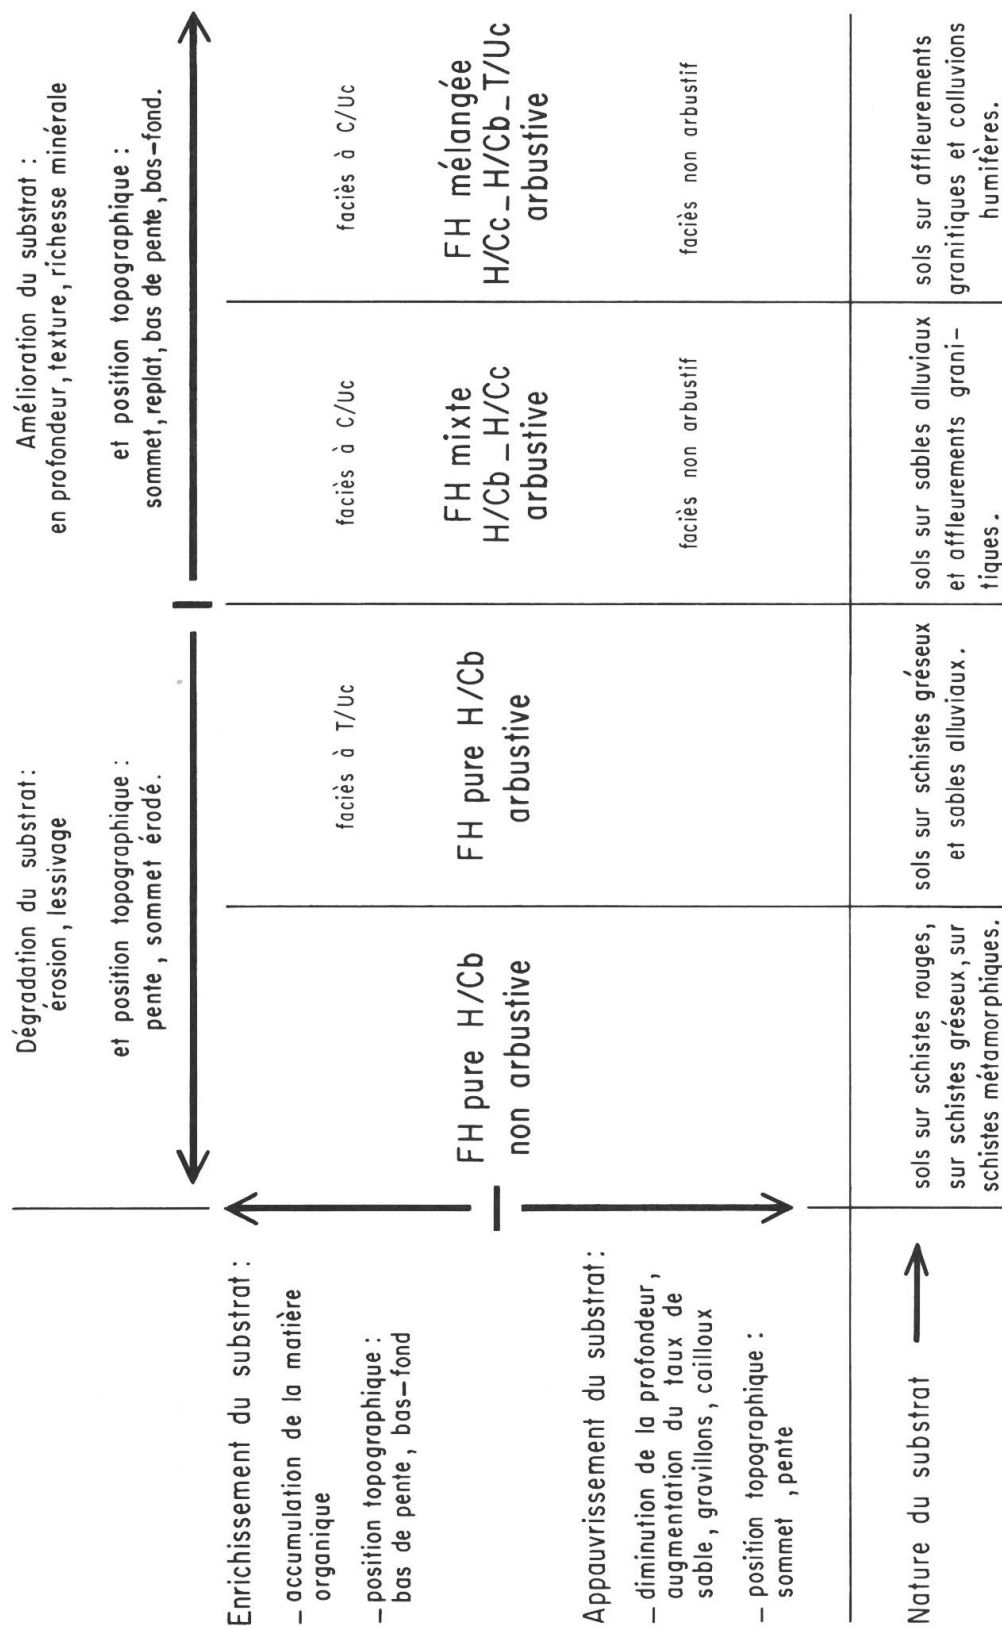 Dégradation du substrat :
érosion, lessivage
et position topographique :
pente, sommet érodé.
Amélioration du substrat :
en profondeur, texture, richesse minérale
et position topographique :
sommet, replat, bas de pente, bas-fond.
Enrichissement du substrat :
- accumulation de la matière
organique
- position topographique :
bas de pente, bas-fond
Appauvrissement du substrat :
- diminution de la profondeur,
augmentation du taux de
sable, gravillons, cailloux
- position topographique :
sommet, pente
FH pure H/Cb
non arbustive
faciès à T/Uc
FH pure H/Cb
arbustive
faciès à C/Uc
FH mixte
H/Cb_H/Cc
arbustive
faciès non arbustif
faciès à C/Uc
FH mélangée
H/Cc_H/Cb_T/Uc
arbustive
faciès non arbustif
Nature du substrat
sols sur schistes rouges,
sur schistes gréseux, sur
schistes métamorphiques.
sols sur schistes gréseux
et sables alluviaux.
sols sur sables alluviaux
et affleurements grani-
tiques.
sols sur affleurements
granitiques et colluvions
humifères.